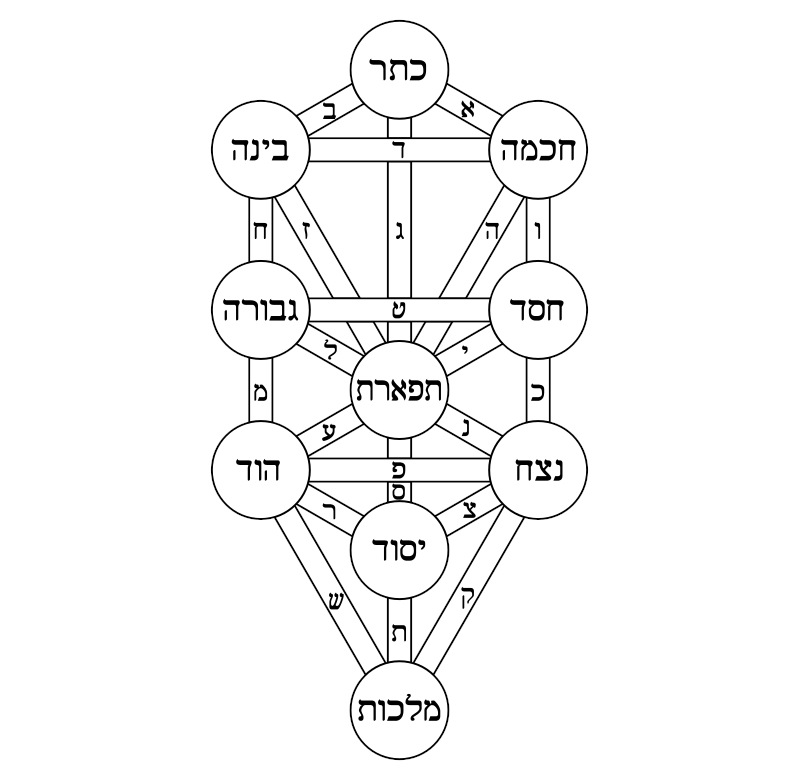 כתר
א
ב
חכמה
ד
בינה
ו
ה
ג
ז
ח
חסד
ט
גבורה
י
ל
תפארת
כ
מ
נ
ע
נצח
פ
הוד
ס
צ
ר
יסוד
ק
ש
ת
מלכות